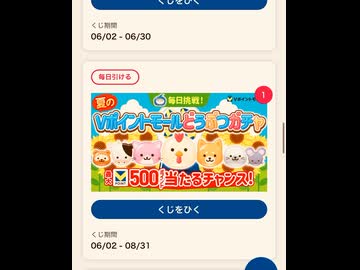 くじをひく
くじ期間
06/02 - 06/30
毎日引ける
1
毎日挑戦!
Vポイントモール
夏の
Vポイントモールどうぶつガチャ
最大
V POINT
500ポイント当たるチャンス!
くじをひく
くじ期間
06/02 - 08/31